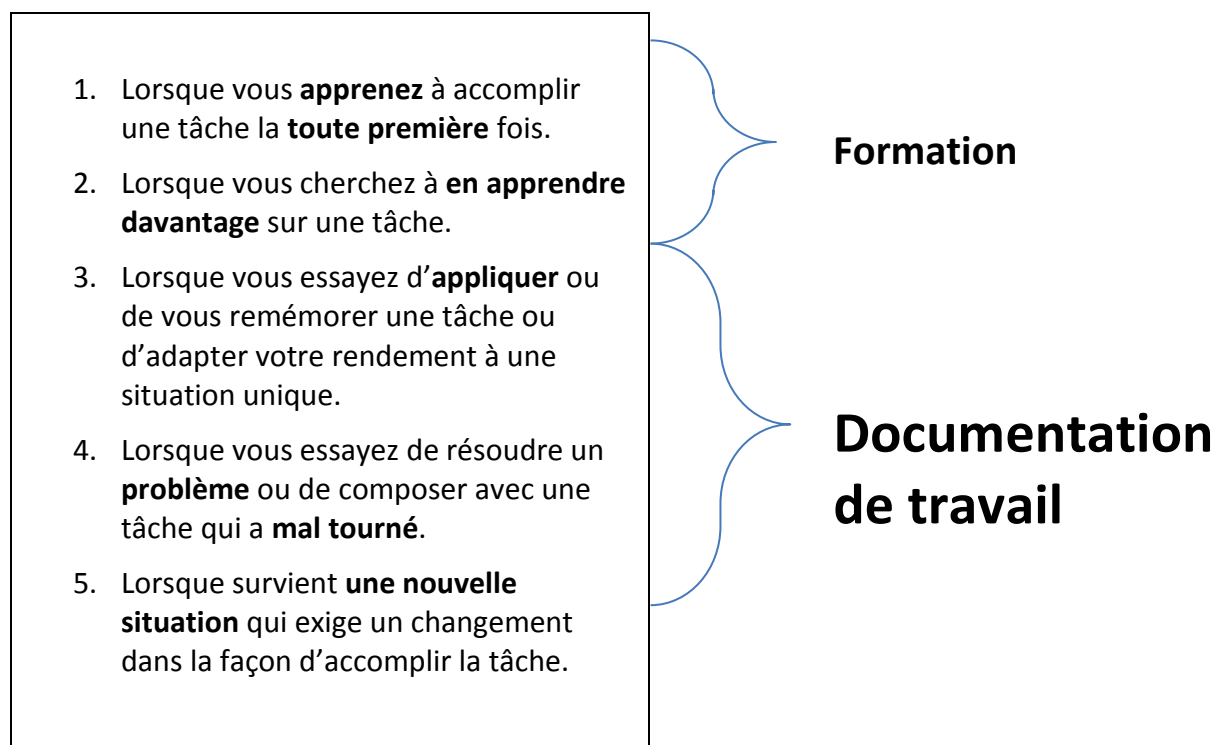 1. Lorsque vous apprenez à accomplir
une tâche la toute première fois.
2. Lorsque vous cherchez à en apprendre
davantage sur une tâche.
3. Lorsque vous essayez d’appliquer ou
de vous remémorer une tâche ou
d’adapter votre rendement à une
situation unique.
4. Lorsque vous essayez de résoudre un
problème ou de composer avec une
tâche qui a mal tourné.
5. Lorsque survient une nouvelle
situation qui exige un changement
dans la façon d’accomplir la tâche.
Formation
Documentation
de travail